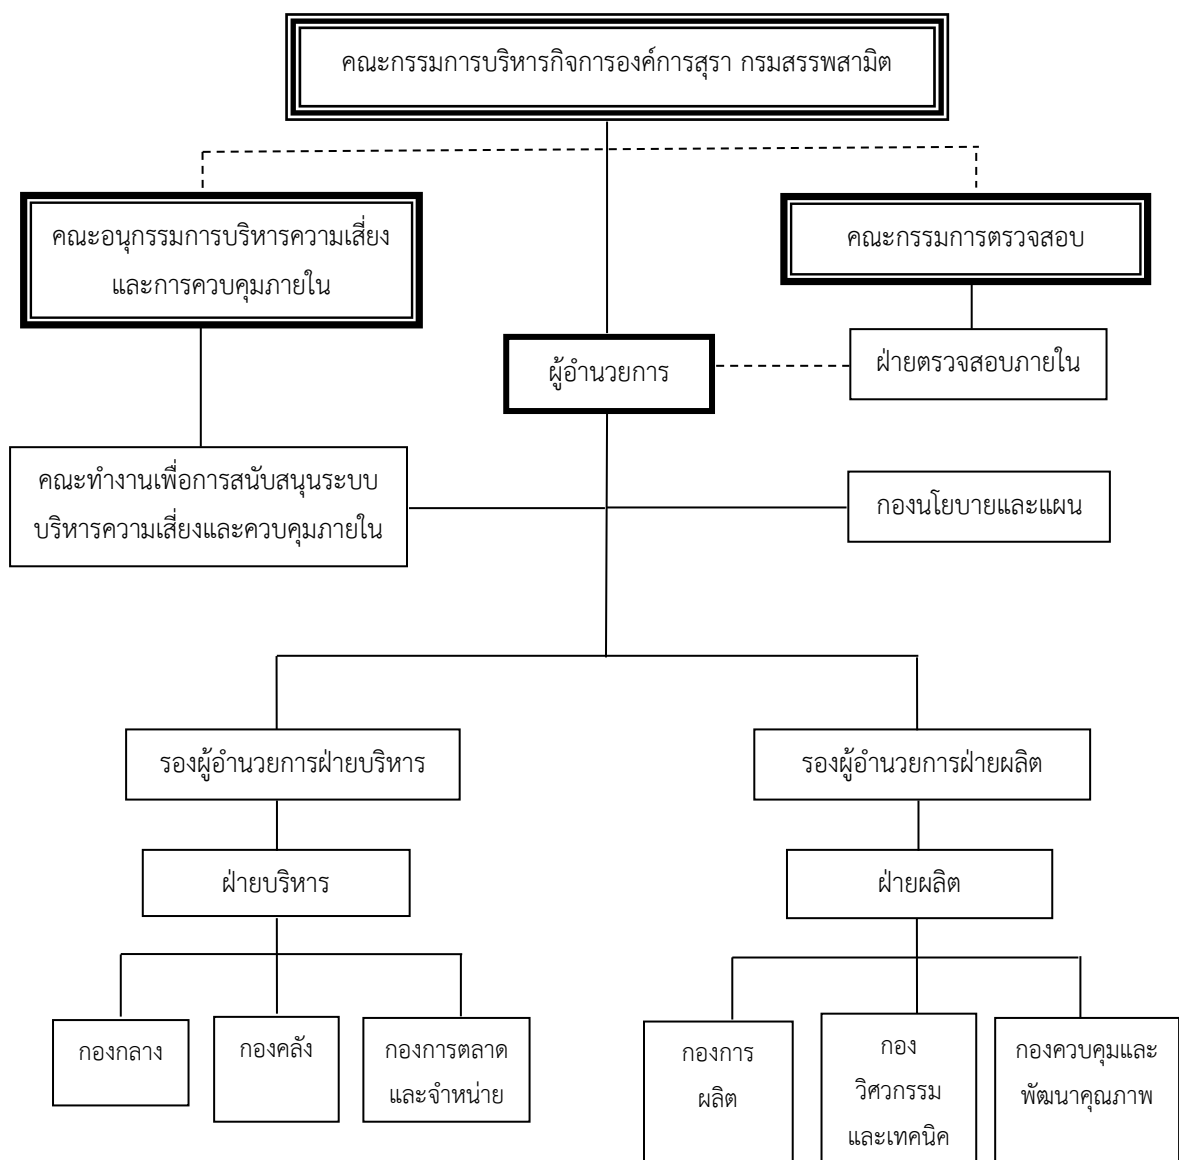 คณะกรรมการบริหารกิจการองค์การสุรา กรมสรรพสามิต
คณะอนุกรรมการบริหารความเสี่ยง
และการควบคุมภายใน
คณะกรรมการตรวจสอบ
ผู้อำนวยการ
ฝ่ายตรวจสอบภายใน
คณะทำงานเพื่อการสนับสนุนระบบ
บริหารความเสี่ยงและควบคุมภายใน
กองนโยบายและแผน
รองผู้อำนวยการฝ่ายบริหาร
รองผู้อำนวยการฝ่ายผลิต
ฝ่ายบริหาร
ฝ่ายผลิต
กองกลาง
กองคลัง
กองการตลาด
และจำหน่าย
กองการ
ผลิต
กอง
วิศวกรรม
และเทคนิค
กองควบคุมและ
พัฒนาคุณภาพ